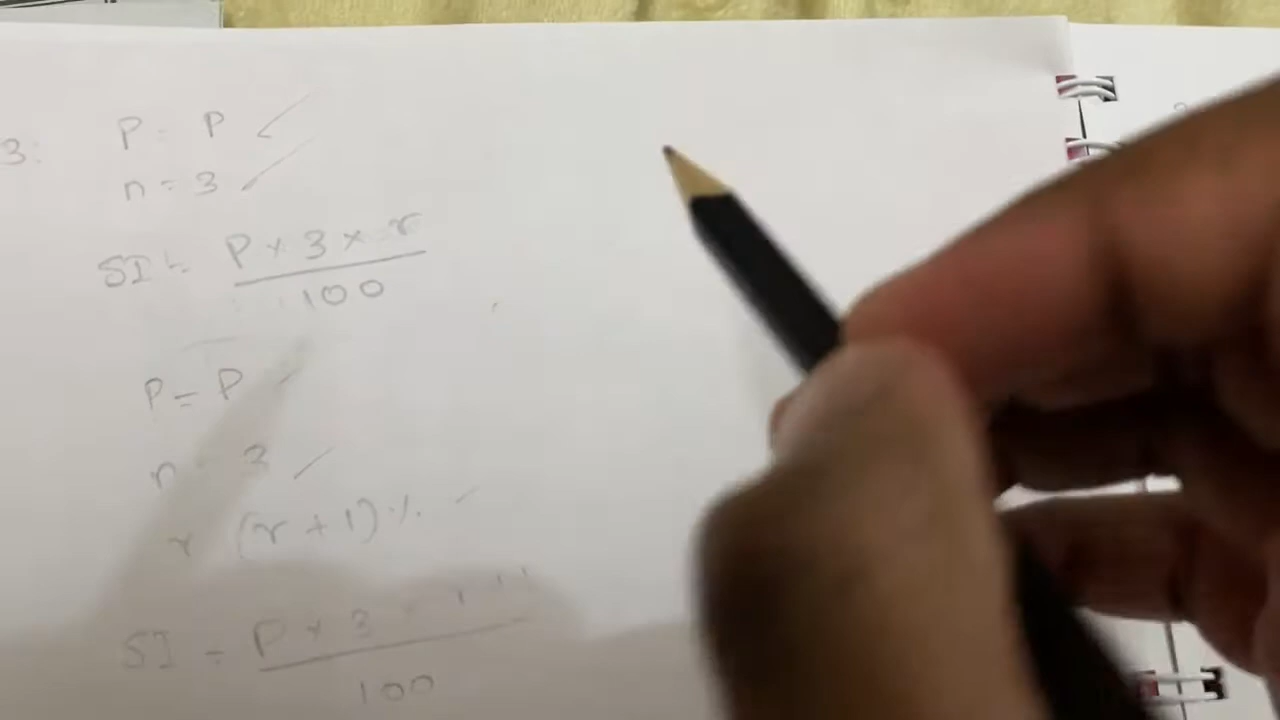 3: P = P
n = 3
SI = P × 3 × r
100
P = P
n = 3
r (r + 1) %
SI = P × 3
100